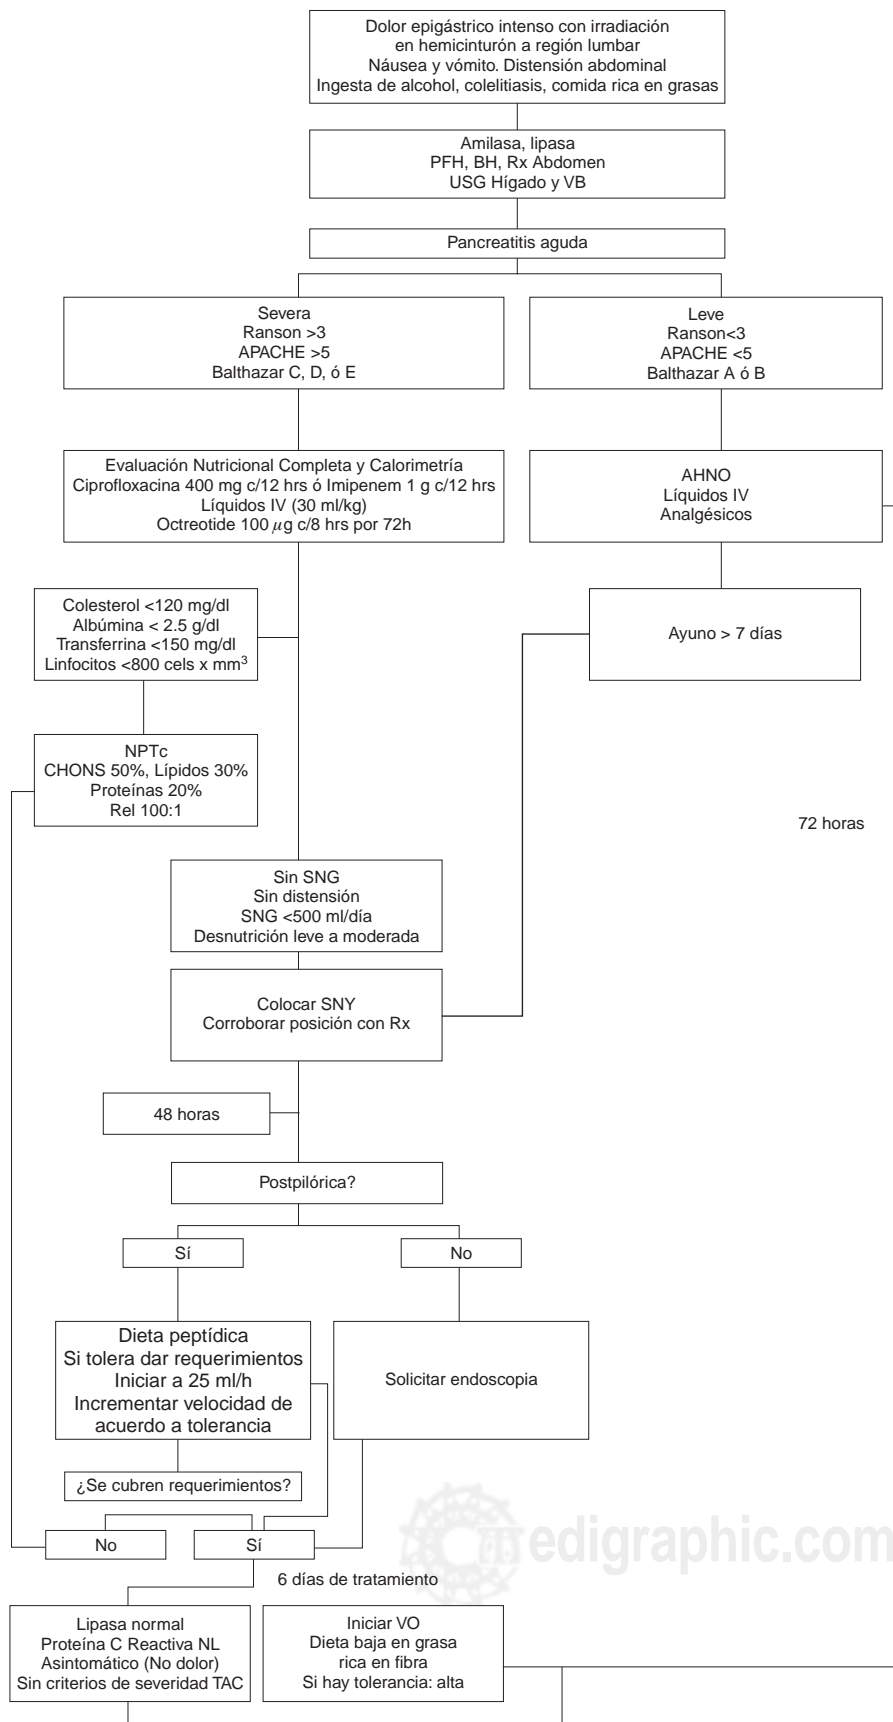 Dolor epigástrico intenso con irradiación
en hemicinturón a región lumbar
Náusea y vómito. Distensión abdominal
Ingesta de alcohol, colelitiasis, comida rica en grasas
Amilasa, lipasa
PFH, BH, Rx Abdomen
USG Hígado y VB
Pancreatitis aguda
Severa
Ranson >3
APACHE >5
Balthazar C, D, ó E
Leve
Ranson<3
APACHE <5
Balthazar A ó B
Evaluación Nutricional Completa y Calorimetría
Ciprofloxacina 400 mg c/12 hrs ó Imipenem 1 g c/12 hrs
Líquidos IV (30 ml/kg)
Octreotide 100 µg c/8 hrs por 72h
AHNO
Líquidos IV
Analgésicos
Colesterol <120 mg/dl
Albúmina < 2.5 g/dl
Transferrina <150 mg/dl
Linfocitos <800 cels x mm³
Ayuno > 7 días
NPTc
CHONS 50%, Lípidos 30%
Proteínas 20%
Rel 100:1
72 horas
Sin SNG
Sin distensión
SNG <500 ml/día
Desnutrición leve a moderada
Colocar SNY
Corroborar posición con Rx
48 horas
Postpilórica?
Sí
No
Dieta peptídica
Si tolera dar requerimientos
Iniciar a 25 ml/h
Incrementar velocidad de
acuerdo a tolerancia
Solicitar endoscopia
¿Se cubren requerimientos?
No
Sí
edigraphic.com
6 días de tratamiento
Lipasa normal
Proteína C Reactiva NL
Asintomático (No dolor)
Sin criterios de severidad TAC
Iniciar VO
Dieta baja en grasa
rica en fibra
Si hay tolerancia: alta